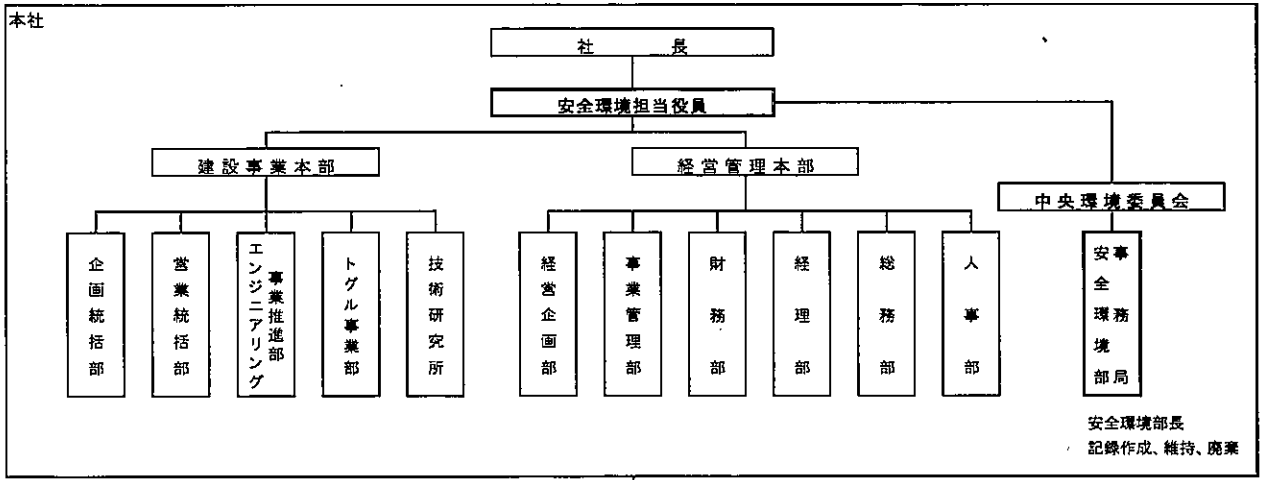 本社
社長
安全環境担当役員
建設事業本部
経営管理本部
中央環境委員会
企画統括部
営業統括部
エンジニアリング
事業推進部
トグル事業部
技術研究所
経営企画部
事業管理部
財務部
経理部
総務部
人事部
事務局
安全環境部
安全環境部長
記録作成、維持、廃棄